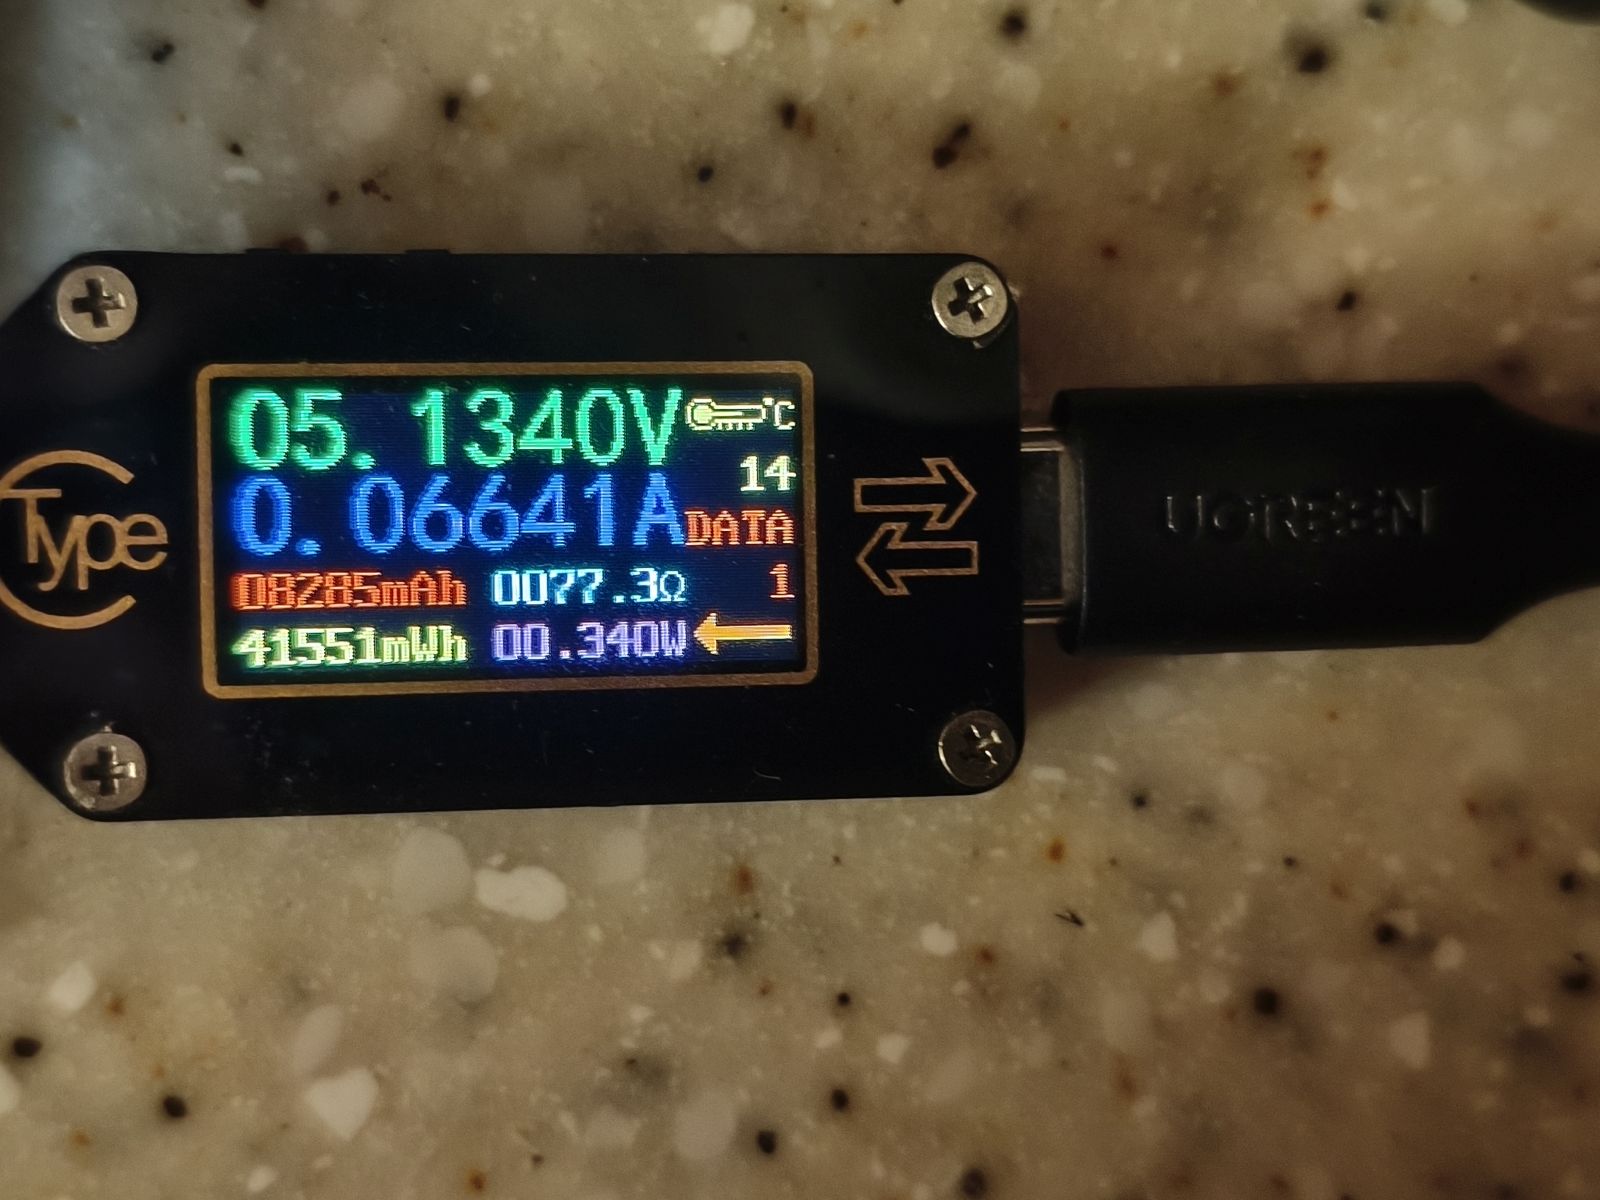 Type
05.1340V
°C
0.06641A
14
DATA
08285mAh 0077.3Ω
1
41551mWh 00.340W
UGREEN